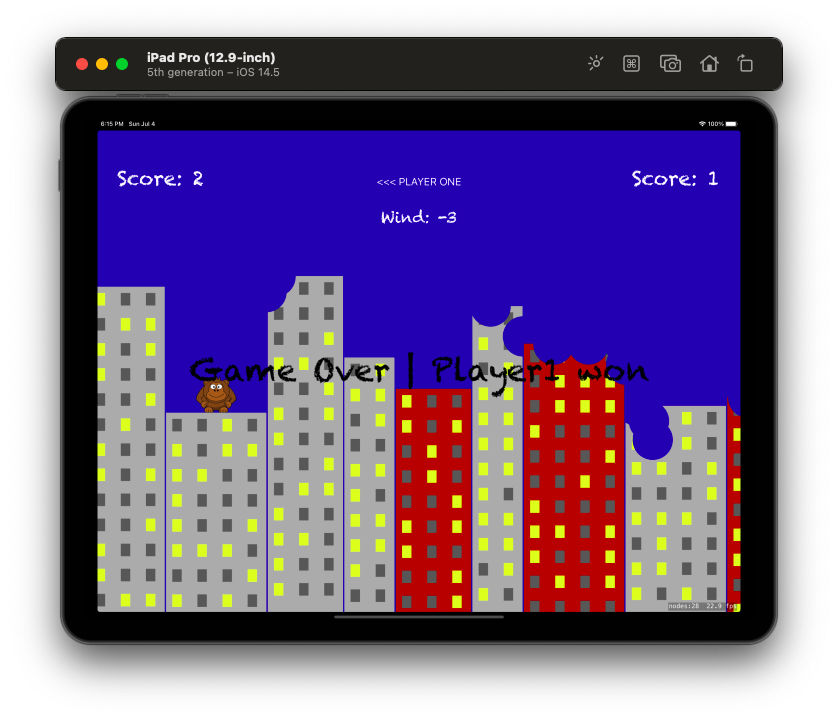 iPad Pro (12.9-inch)
5th generation – iOS 14.5
6:15 PM Sun Jul 4
100%
Score: 2
<<< PLAYER ONE
Score: 1
Wind: -3
Game Over | Player1 won
nodes:28 22.9 fps